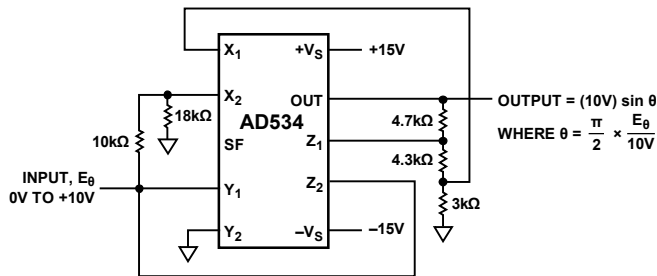 X1
+VS
+15V
X2
OUT
OUTPUT = (10V) sin θ
18kΩ
AD534
4.7kΩ
10kΩ
SF
Z1
WHERE θ = π/2 × Eθ/10V
4.3kΩ
INPUT, Eθ
0V TO +10V
Y1
Z2
3kΩ
Y2
–VS
–15V